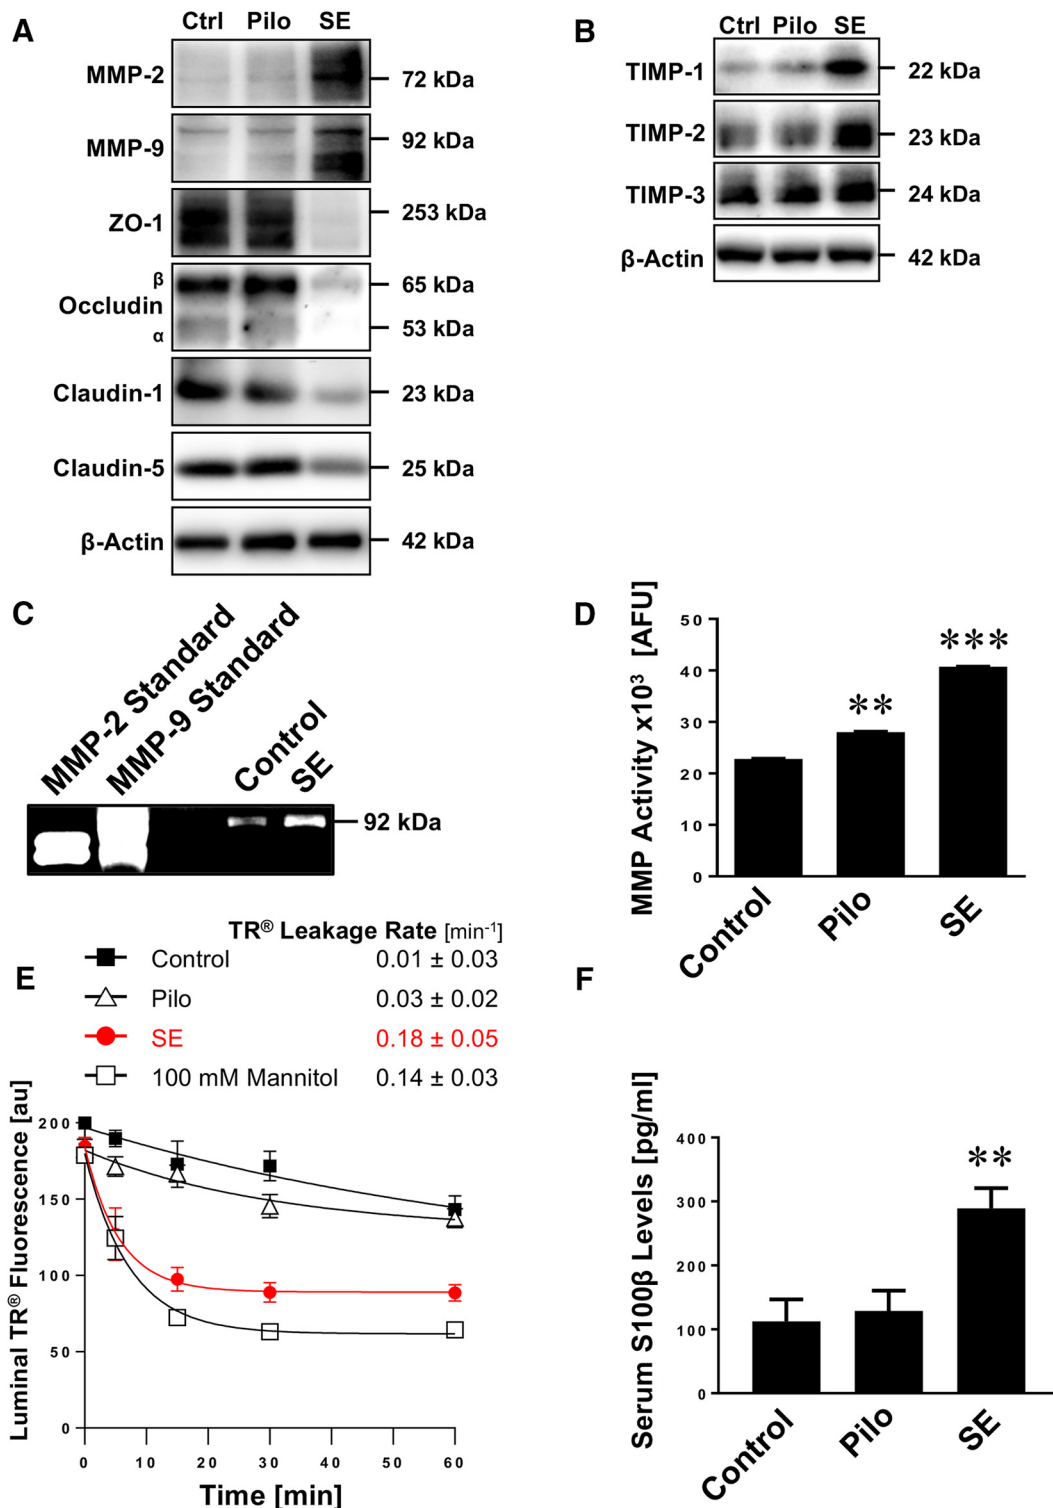 A
Ctrl Pilo SE
MMP-2
72 kDa
MMP-9
92 kDa
ZO-1
253 kDa
β
Occludin
α
65 kDa
53 kDa
Claudin-1
23 kDa
Claudin-5
25 kDa
β-Actin
42 kDa
B
Ctrl Pilo SE
TIMP-1
22 kDa
TIMP-2
23 kDa
TIMP-3
24 kDa
β-Actin
42 kDa
C
MMP-2 Standard
MMP-9 Standard
Control
SE
92 kDa
D
MMP Activity x10³ [AFU]
50
40
30
20
10
0
**
***
Control
Pilo
SE
E
TR® Leakage Rate [min-1]
Control 0.01 ± 0.03
Pilo 0.03 ± 0.02
SE 0.18 ± 0.05
100 mM Mannitol 0.14 ± 0.03
Luminal TR® Fluorescence [au]
200
150
100
50
0
0 10 20 30 40 50 60
Time [min]
F
Serum S100β Levels [pg/ml]
400
300
200
100
0
**
Control
Pilo
SE